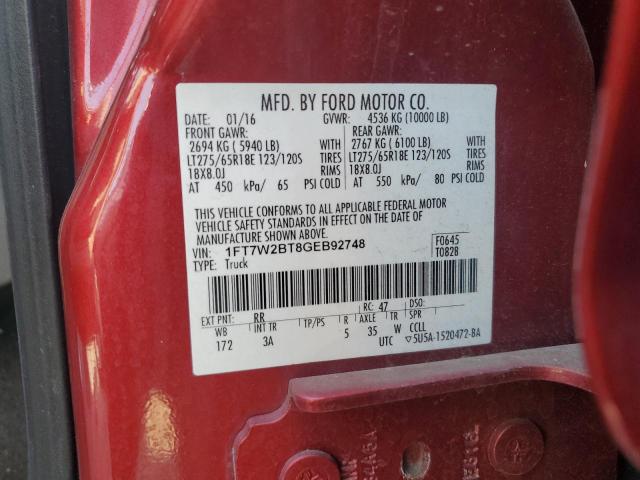 MFD. BY FORD MOTOR CO.
DATE: 01/16 GVWR: 4536 KG (10000 LB)
FRONT GAWR: REAR GAWR:
2694 KG ( 5940 LB) WITH 2767 KG ( 6100 LB) WITH
LT275/65R18E 123/120S TIRES LT275/65R18E 123/120S TIRES
18X8.0J RIMS 18X8.0J RIMS
AT 450 kPa/ 65 PSI COLD AT 550 kPa/ 80 PSI COLD
THIS VEHICLE CONFORMS TO ALL APPLICABLE FEDERAL MOTOR
VEHICLE SAFETY STANDARDS IN EFFECT ON THE DATE OF
MANUFACTURE SHOWN ABOVE.
VIN: 1FT7W2BT8GEB92748 F0645
TYPE: Truck T0828
EXT PNT: RR RC: 47 DSO:
WB INT TR TP/PS R AXLE TR SPR
172 3A 5 35 W CCLL
UTC ▽5U5A-1520472-BA